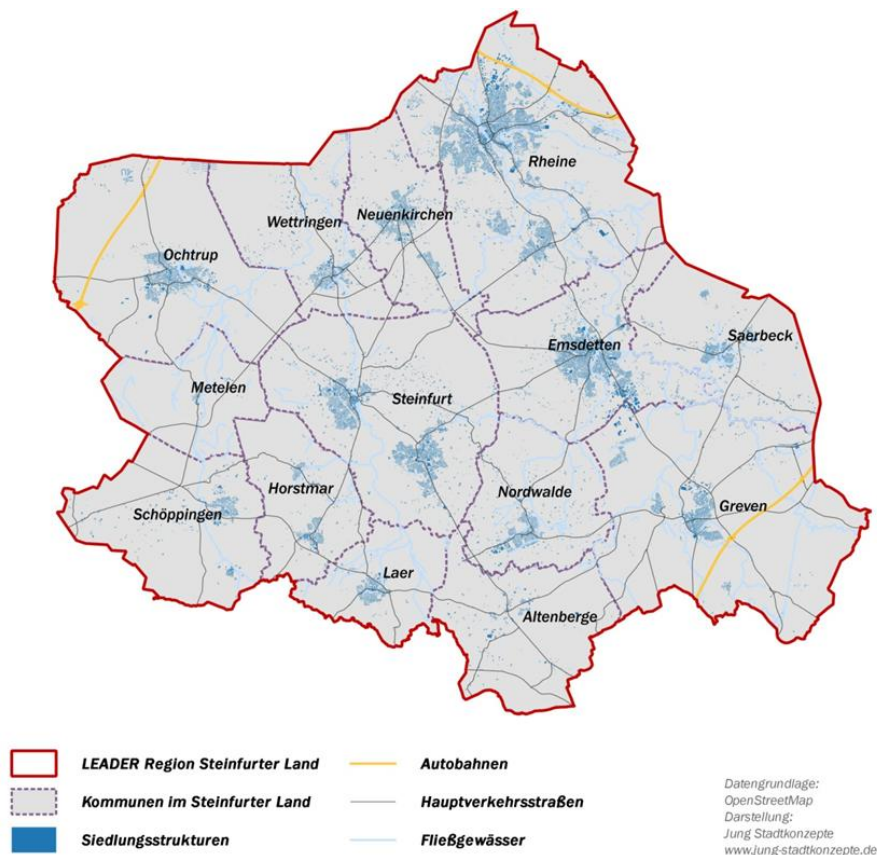 Rheine
Wettringen
Neuenkirchen
Ochtrup
Emsdetten
Saerbeck
Metelen
Steinfurt
Horstmar
Nordwalde
Schöppingen
Greven
Laer
Altenberge
LEADER Region Steinfurter Land
Kommunen im Steinfurter Land
Siedlungsstrukturen
Autobahnen
Hauptverkehrsstraßen
Fließgewässer
Datengrundlage:
OpenStreetMap
Darstellung:
Jung Stadtkonzepte
www.jung-stadtkonzepte.de